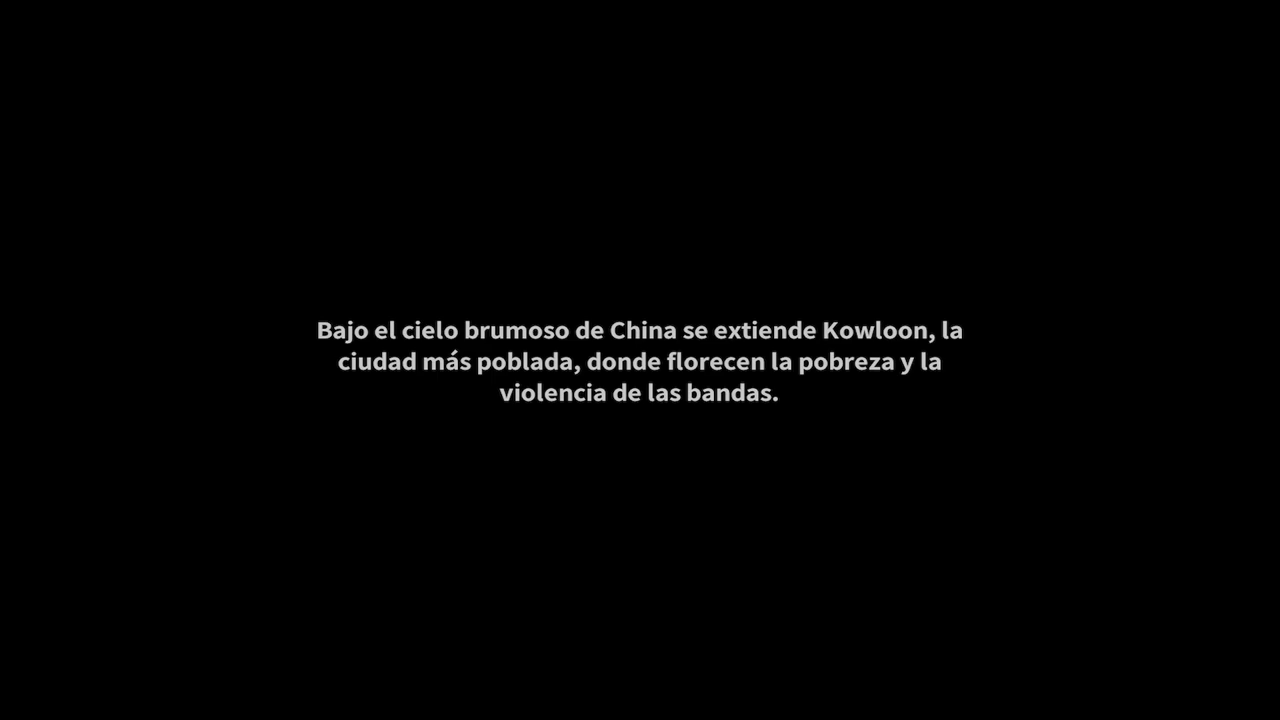 Bajo el cielo brumoso de China se extiende Kowloon, la
ciudad más poblada, donde florecen la pobreza y la
violencia de las bandas.